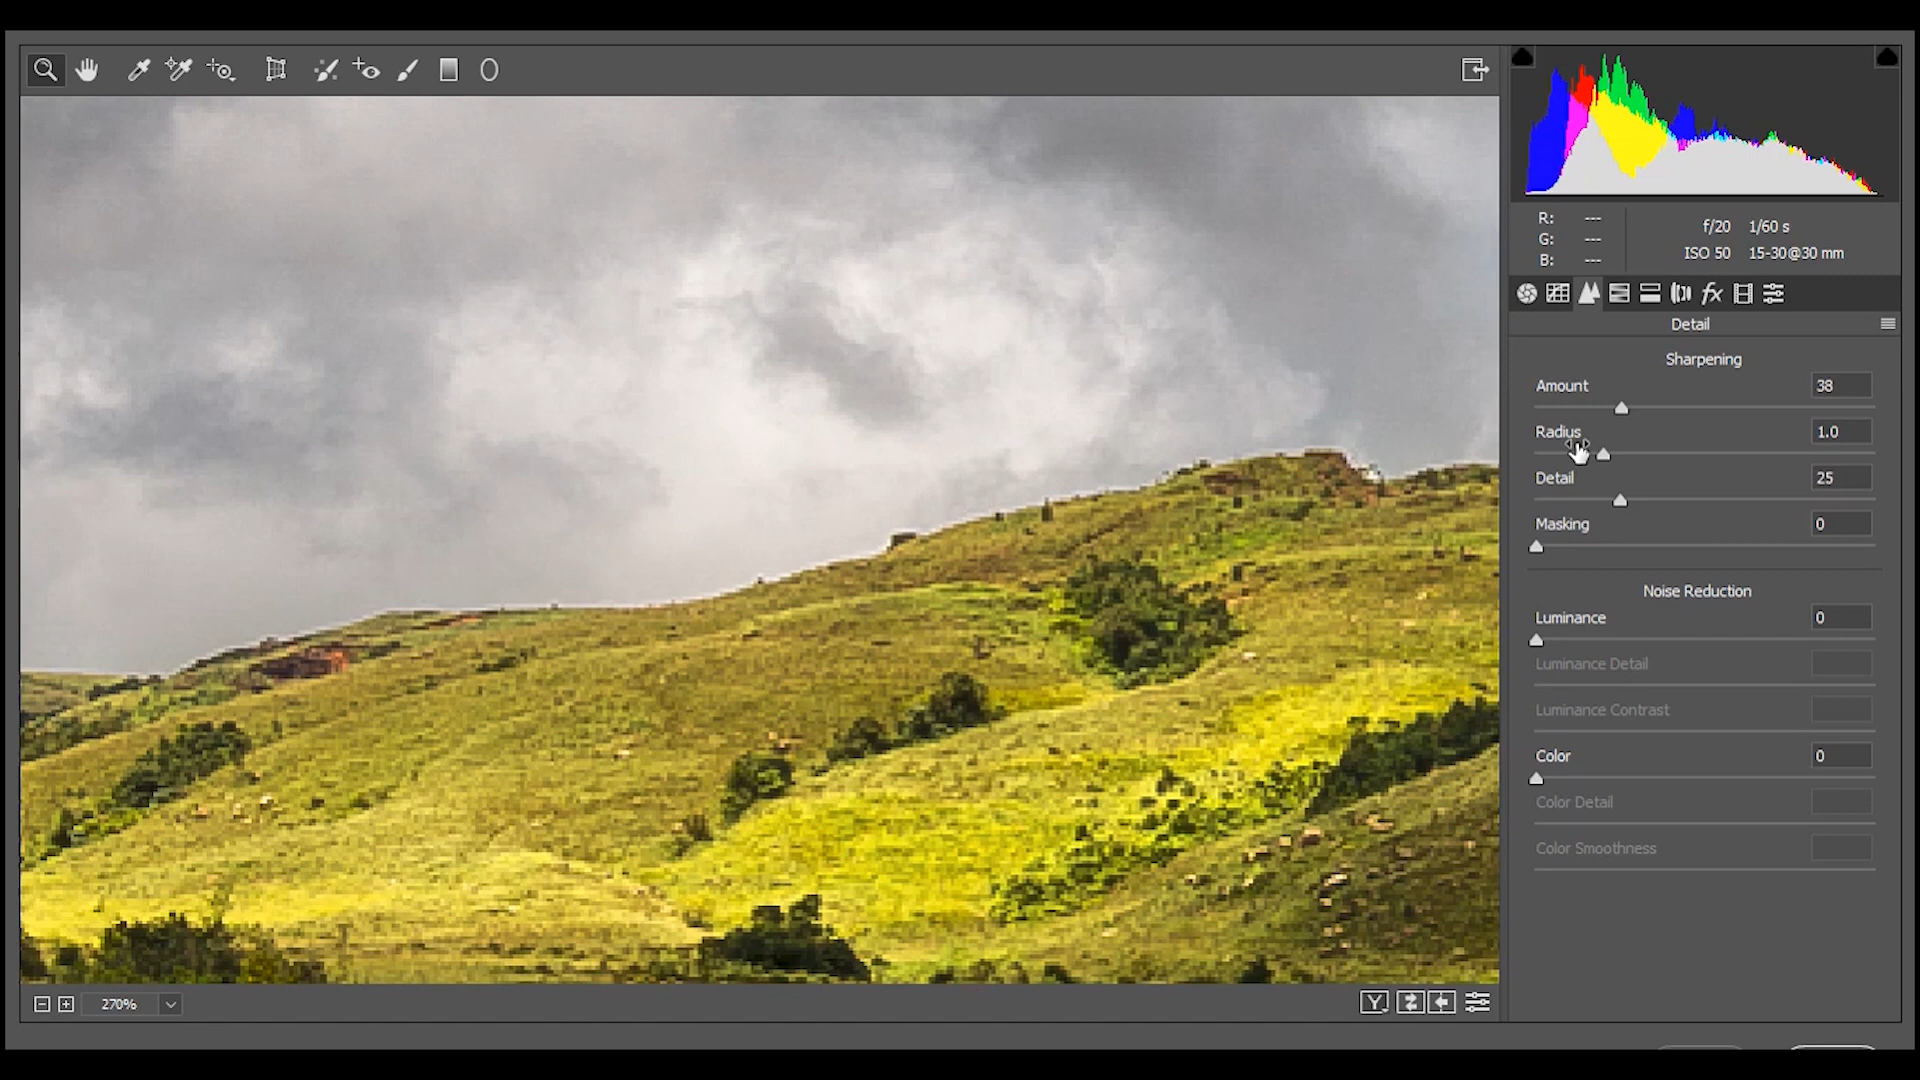 R: ---
G: ---
B: ---
f/20 1/60 s
ISO 50 15-30@30 mm
fx
Detail
Sharpening
Amount 38
Radius 1.0
Detail 25
Masking 0
Noise Reduction
Luminance 0
Luminance Detail
Luminance Contrast
Color 0
Color Detail
Color Smoothness
270%
Y